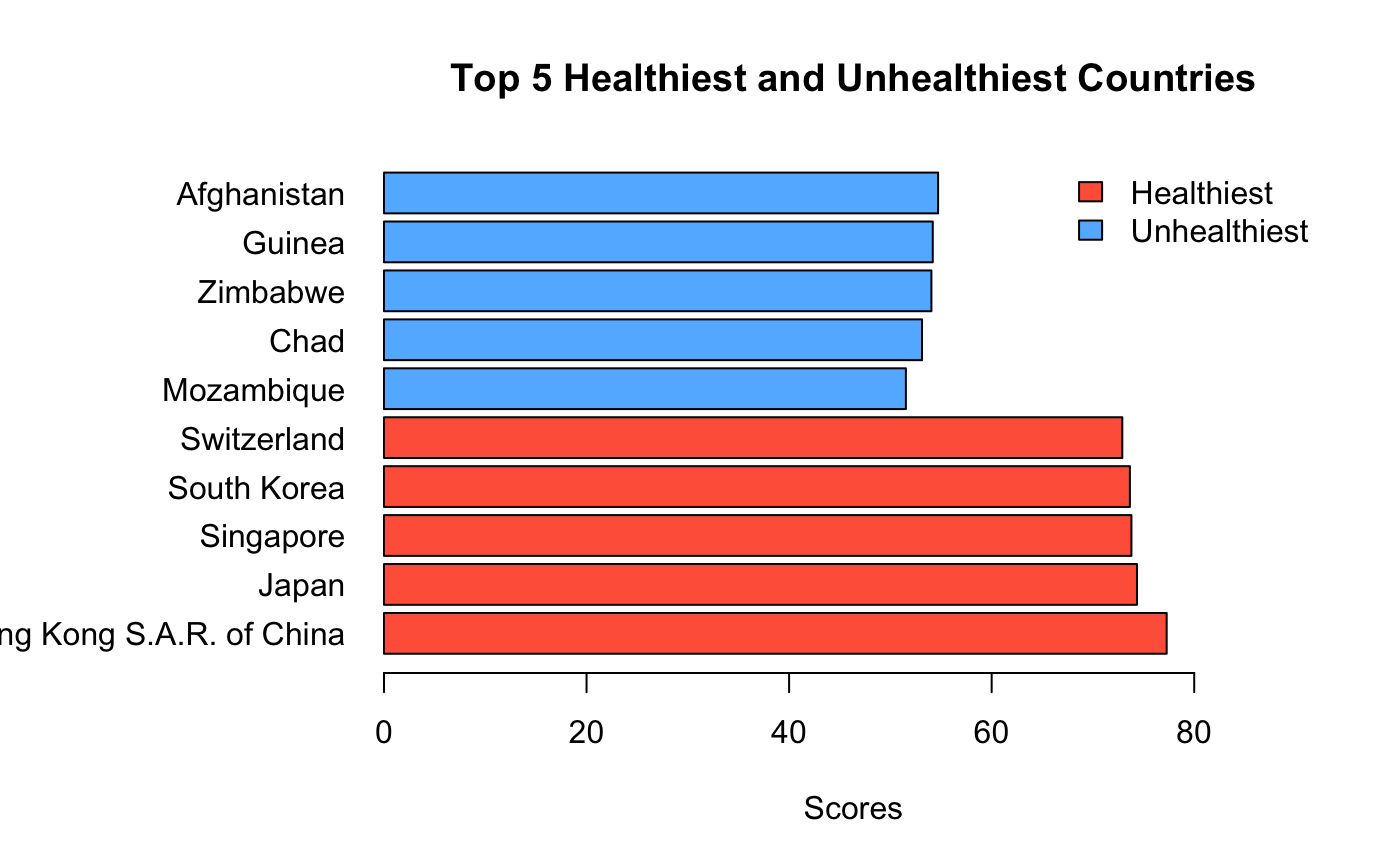 Top 5 Healthiest and Unhealthiest Countries
Afghanistan
Guinea
Zimbabwe
Chad
Mozambique
Switzerland
South Korea
Singapore
Japan
ng Kong S.A.R. of China
Healthiest
Unhealthiest
0 20 40 60 80
Scores